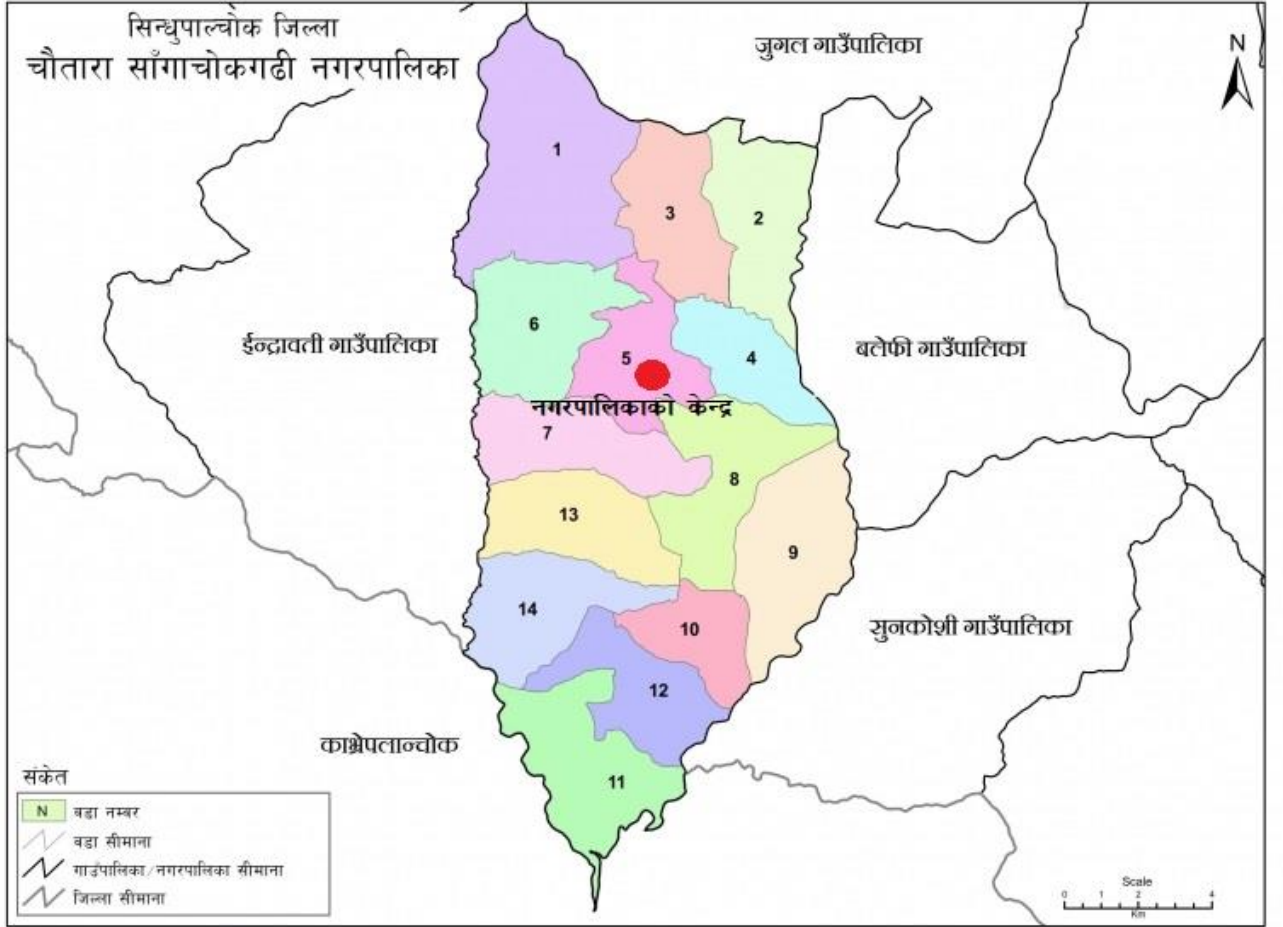 सिन्धुपाल्चोक जिल्ला
चौतारा साँगाचोकगढी नगरपालिका
जुगल गाउँपालिका
N
1
3
2
ईन्द्रावती गाउँपालिका
6
5
4
बलेफी गाउँपालिका
नगरपालिकाको केन्द्र
7
8
13
9
14
10
सुनकोशी गाउँपालिका
12
काभ्रेपलान्चोक
11
संकेत
N वडा नम्बर
वडा सीमाना
गाउँपालिका/नगरपालिका सीमाना
जिल्ला सीमाना
Scale
0 1 2 4
Km